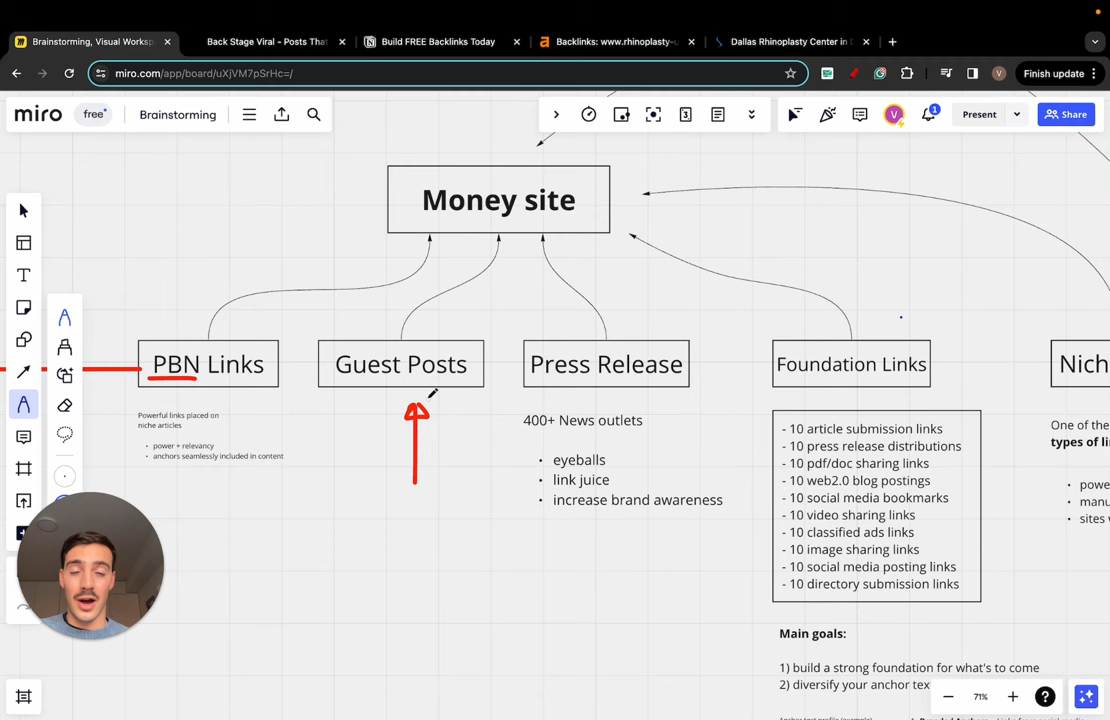 Brainstorming, Visual Worksp
Back Stage Viral - Posts That
Build FREE Backlinks Today
Backlinks: www.rhinoplasty-
Dallas Rhinoplasty Center in D
miro.com/app/board/uXjVM7pSrHc=/
V
Finish update
miro
free
Brainstorming
3
V
1
Present
Share
Money site
PBN Links
Guest Posts
Press Release
Foundation Links
Nich
Powerful links placed on
niche articles
• power + relevancy
• anchors seamlessly included in content
400+ News outlets
• eyeballs
• link juice
• increase brand awareness
- 10 article submission links
- 10 press release distributions
- 10 pdf/doc sharing links
- 10 web2.0 blog postings
- 10 social media bookmarks
- 10 video sharing links
- 10 classified ads links
- 10 image sharing links
- 10 social media posting links
- 10 directory submission links
One of the
types of li
• powe
• manu
• sites w
Main goals:
1) build a strong foundation for what's to come
2) diversify your anchor tex
71%
Anchor text profile (example)